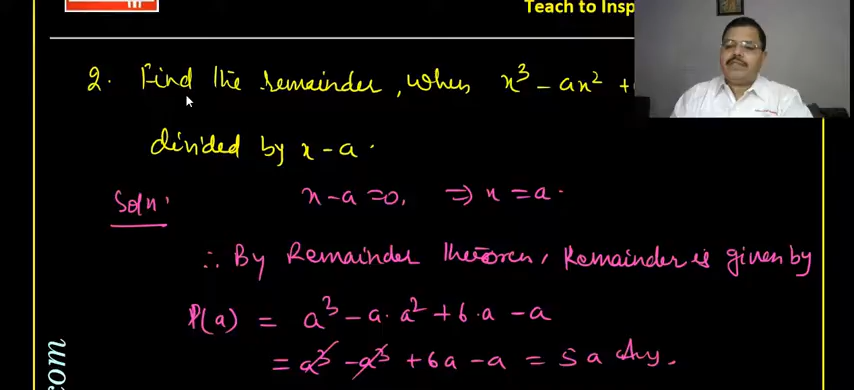 Teach to Insp
2. Find the remainder, when x³ - ax² +
divided by x - a.
Soln:
x - a = 0, ⇒ x = a.
∴ By Remainder theorem, Remainder is given by
P(a) = a³ - a. a² + 6.a - a
= a³ - a³ + 6a - a = 5a Ans.
com